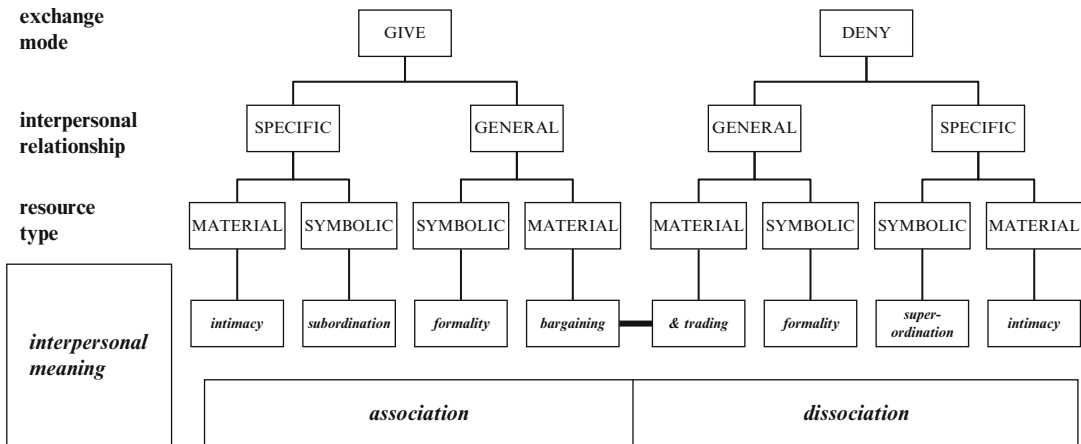 exchange
mode
GIVE
DENY
interpersonal
relationship
SPECIFIC
GENERAL
GENERAL
SPECIFIC
resource
type
MATERIAL
SYMBOLIC
SYMBOLIC
MATERIAL
MATERIAL
SYMBOLIC
SYMBOLIC
MATERIAL
interpersonal
meaning
intimacy
subordination
formality
bargaining
& trading
formality
super-
ordination
intimacy
association
dissociation